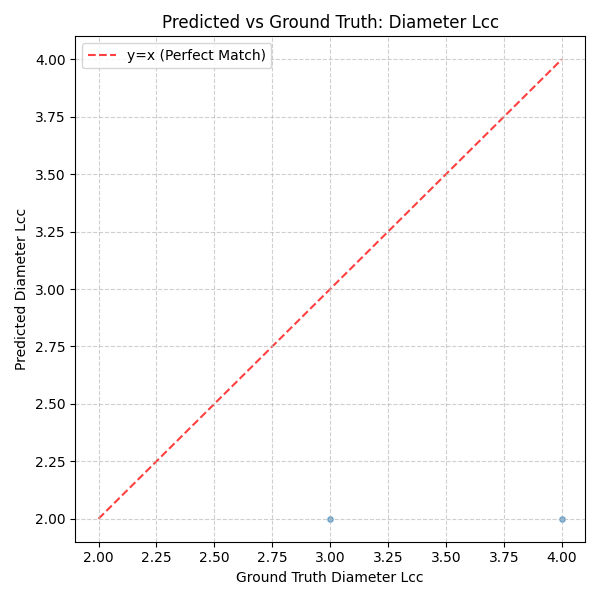 Predicted vs Ground Truth: Diameter Lcc
y=x (Perfect Match)
4.00
3.75
3.50
3.25
3.00
2.75
2.50
2.25
2.00
Predicted Diameter Lcc
2.00 2.25 2.50 2.75 3.00 3.25 3.50 3.75 4.00
Ground Truth Diameter Lcc